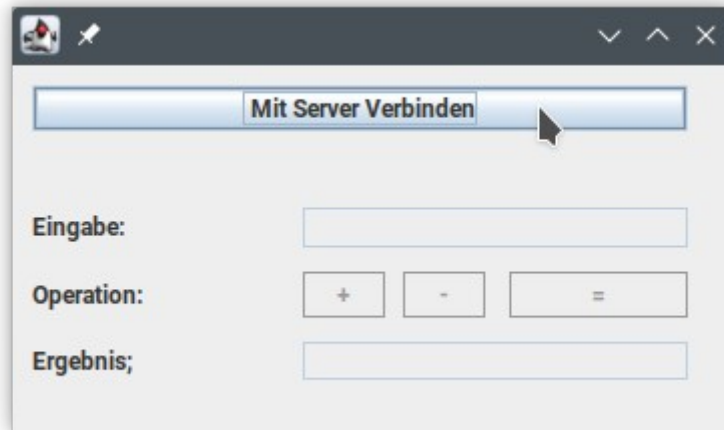 Mit Server Verbinden
Eingabe:
Operation: + - =
Ergebnis;